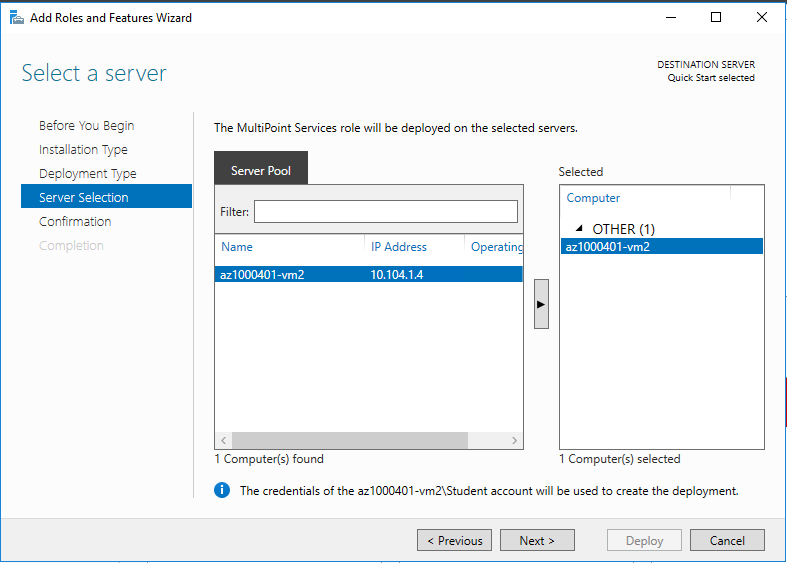 Add Roles and Features Wizard
Select a server
DESTINATION SERVER
Quick Start selected
Before You Begin
Installation Type
Deployment Type
Server Selection
Confirmation
Completion
The MultiPoint Services role will be deployed on the selected servers.
Server Pool
Filter:
Name IP Address Operating
az1000401-vm2 10.104.1.4
1 Computer(s) found
Selected
Computer
OTHER (1)
az1000401-vm2
1 Computer(s) selected
The credentials of the az1000401-vm2\Student account will be used to create the deployment.
< Previous Next > Deploy Cancel